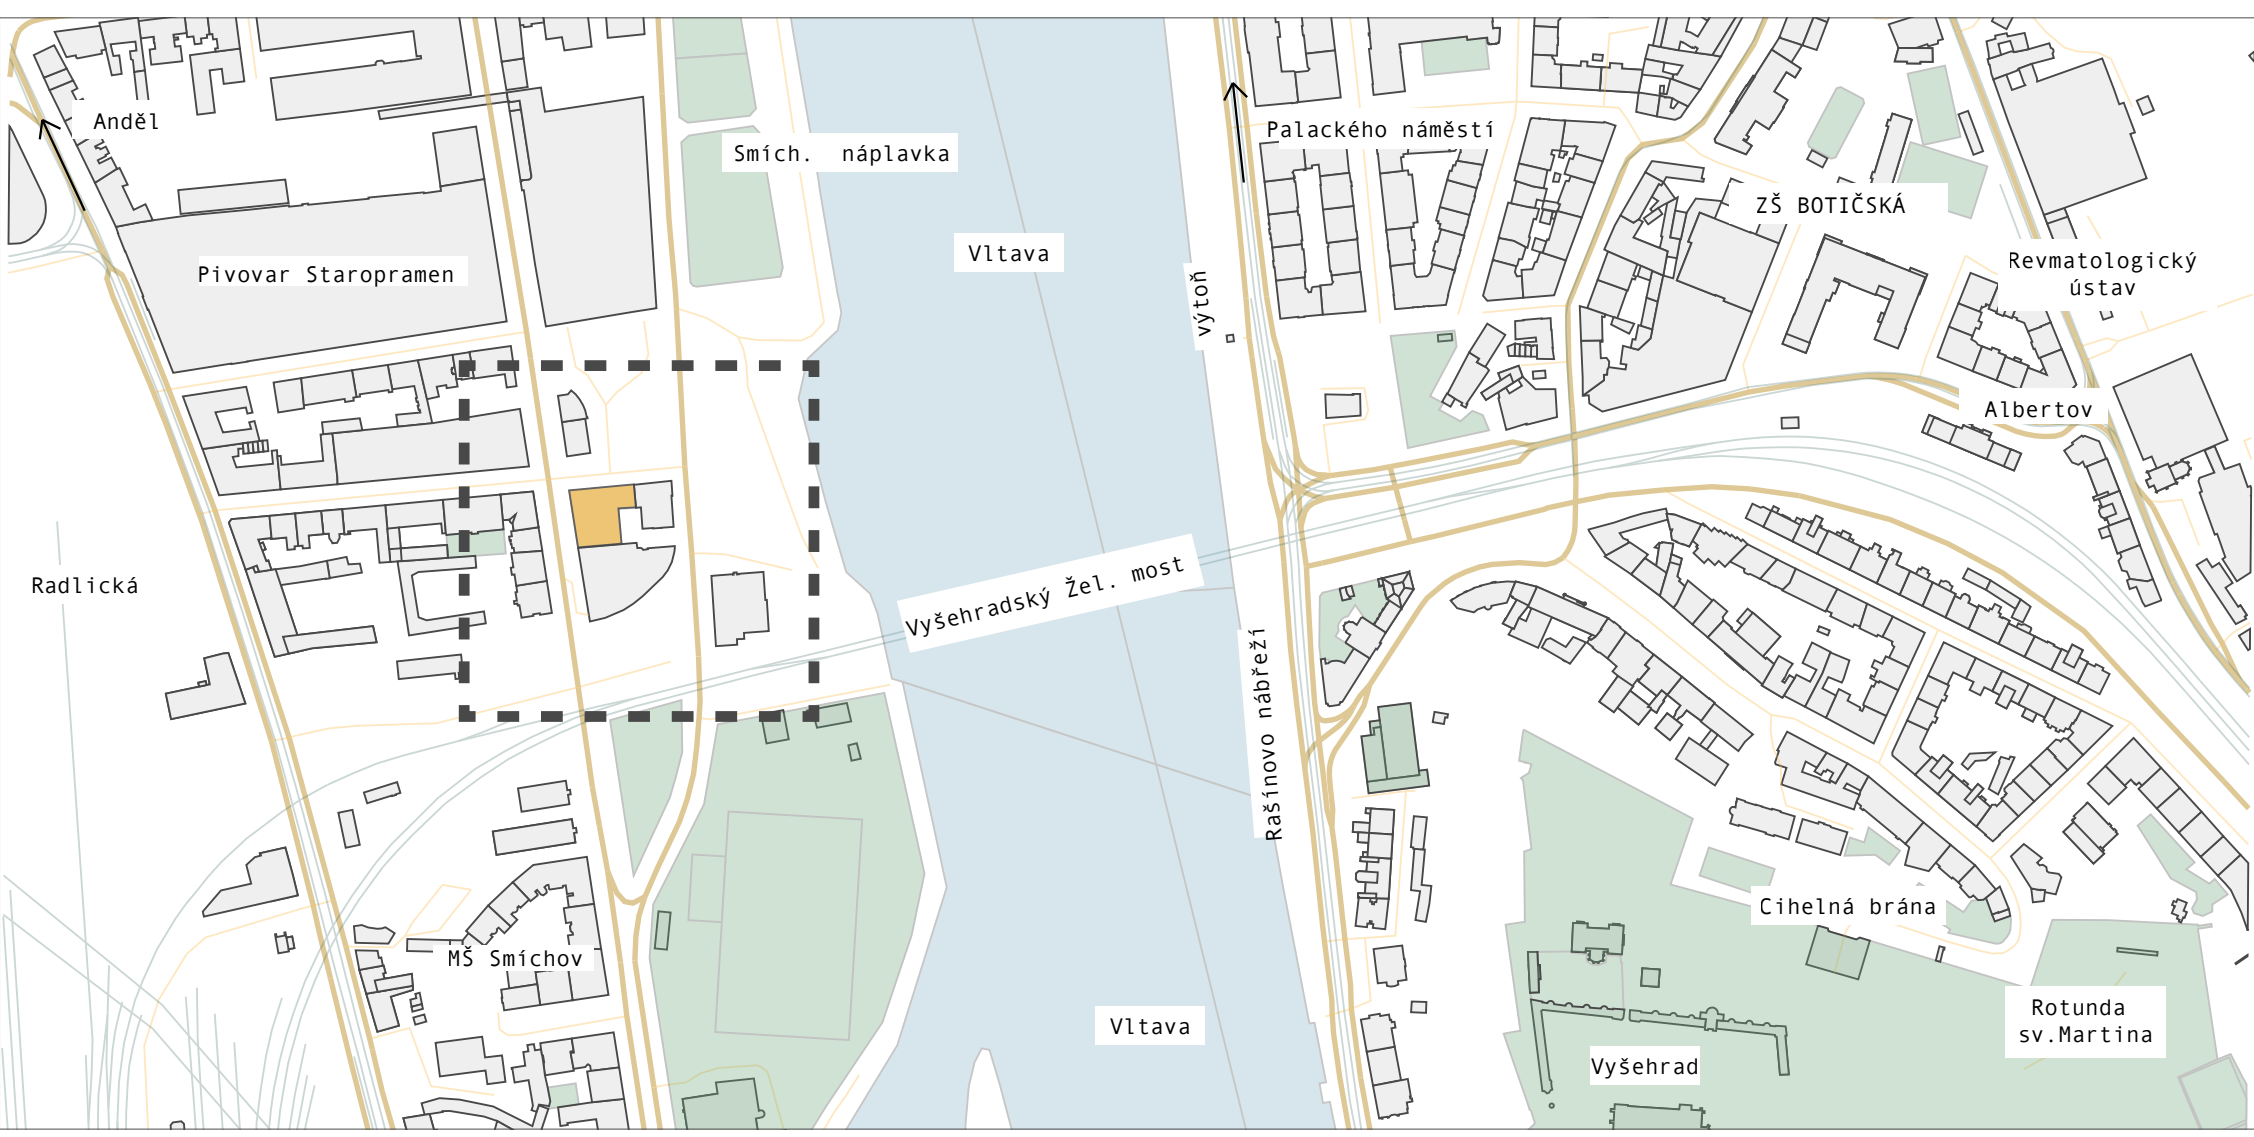 Anděl
Palackého náměstí
Smích. náplavka
ZŠ BOTIČSKÁ
Vltava
Revmatologický
ústav
Pivovar Staropramen
výtoň
Albertov
Radlická
Vyšehradský Žel. most
Rašínovo nábřeží
Cihelná brána
MŠ Smíchov
Rotunda
sv.Martina
Vltava
Vyšehrad